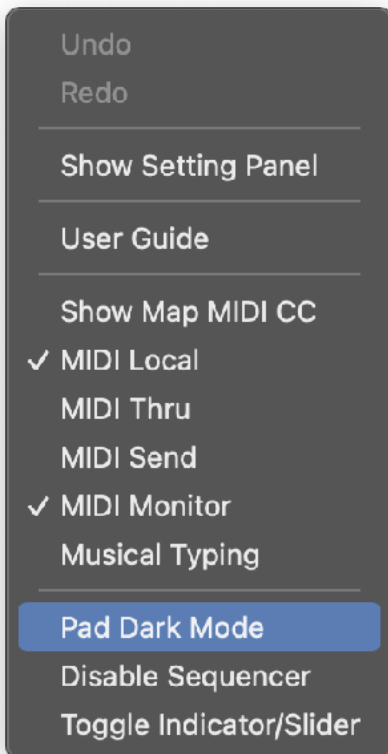 Undo
Redo
Show Setting Panel
User Guide
Show Map MIDI CC
✓ MIDI Local
MIDI Thru
MIDI Send
✓ MIDI Monitor
Musical Typing
Pad Dark Mode
Disable Sequencer
Toggle Indicator/Slider